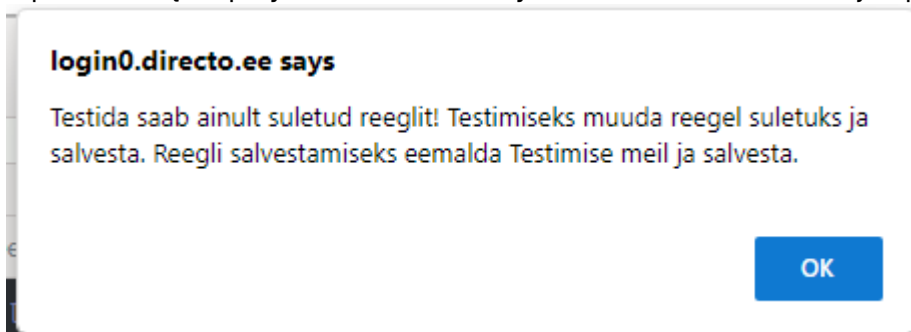 login0.directo.ee says
Testida saab ainult suletud reeglit! Testimiseks muuda reegel suletuks ja
salvesta. Reegli salvestamiseks eemalda Testimise meil ja salvesta.
OK